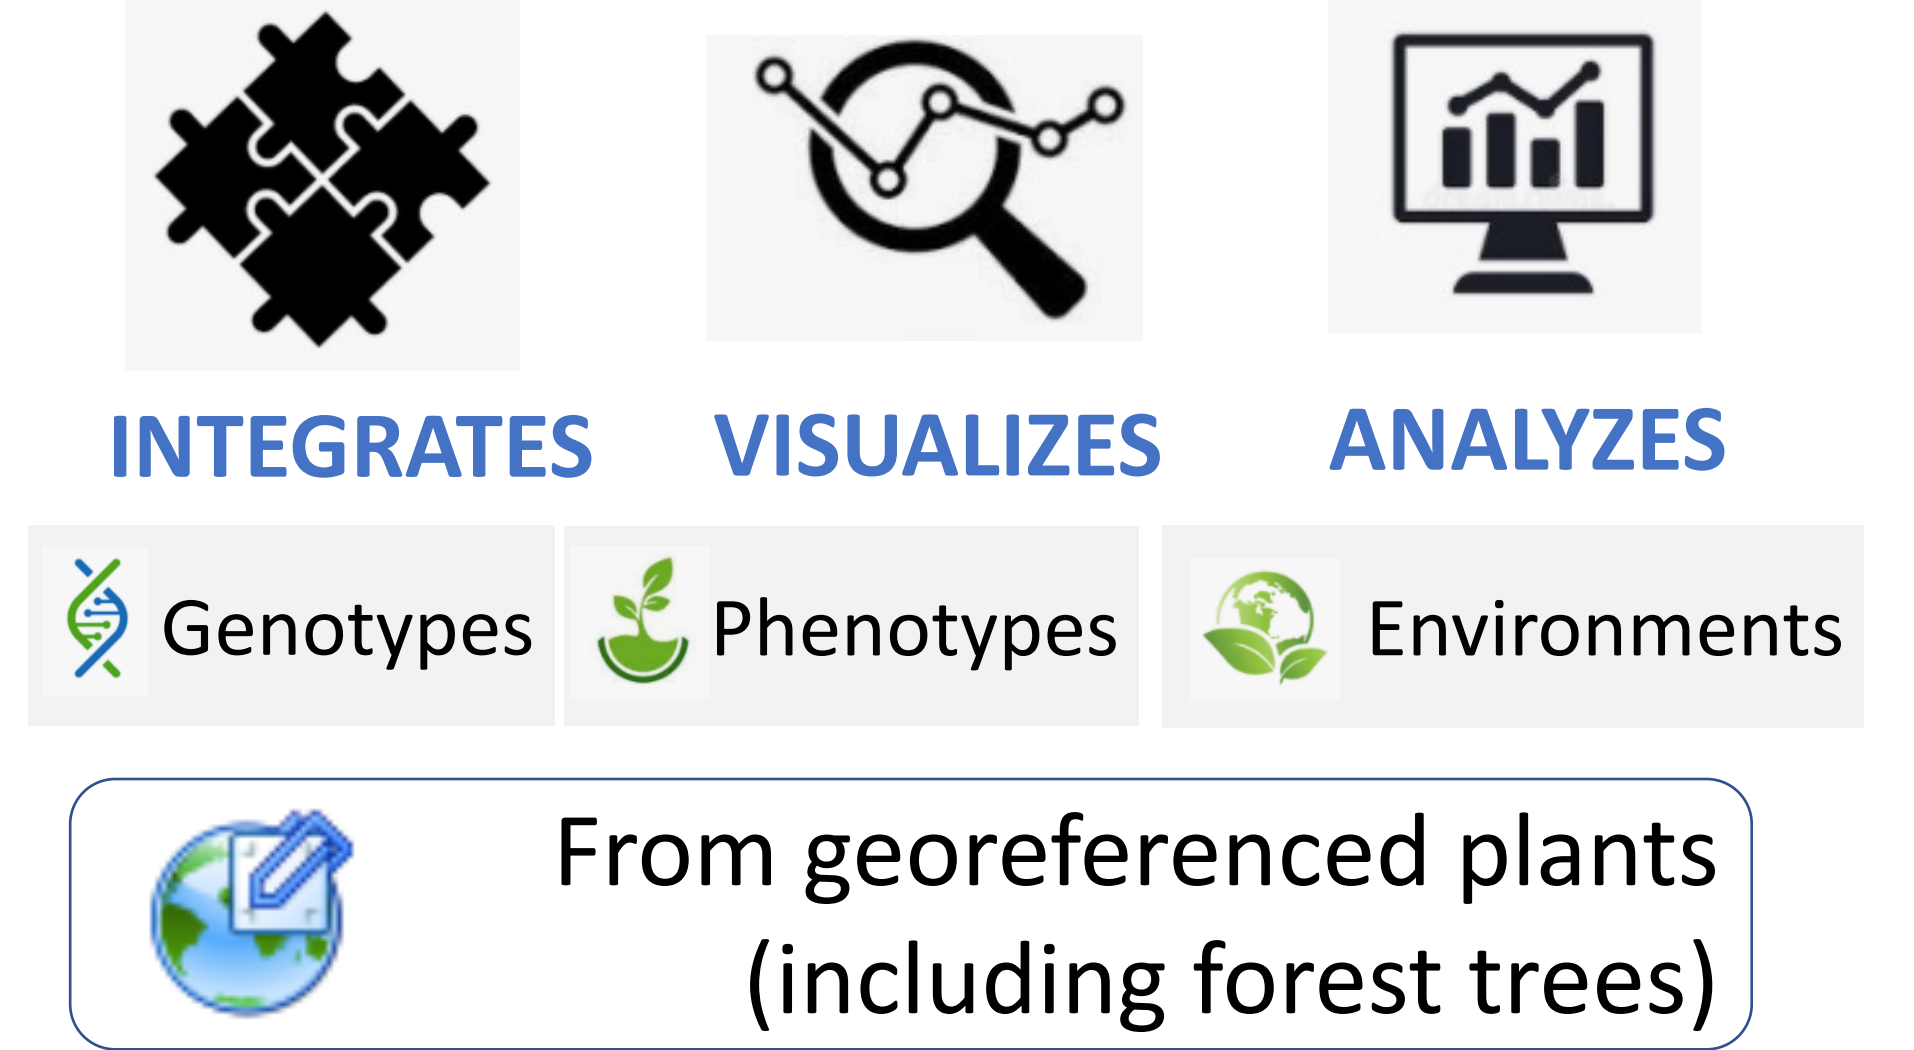 INTEGRATES VISUALIZES ANALYZES
Genotypes Phenotypes Environments
From georeferenced plants
(including forest trees)